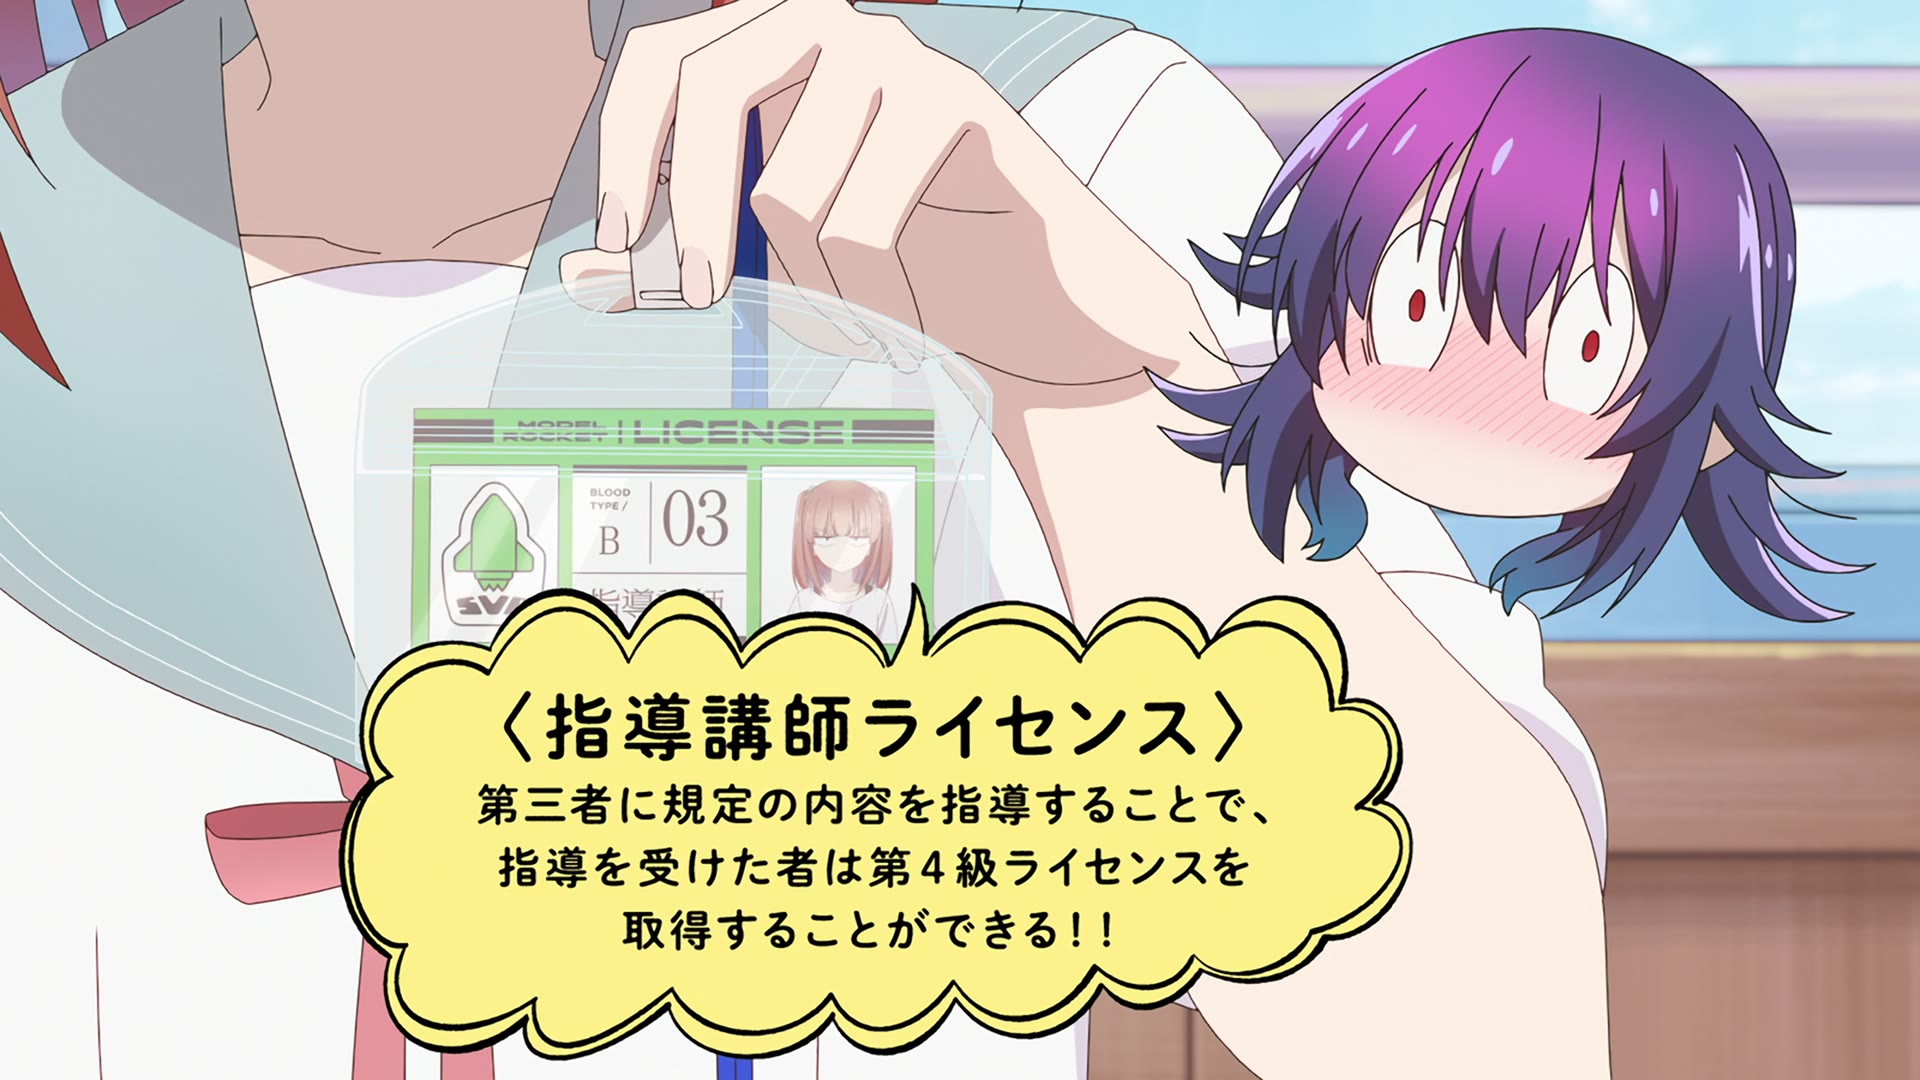 MODEL ROCKET | LICENSE
BLOOD TYPE /
B
03
〈指導講師ライセンス〉
第三者に規定の内容を指導することで、
指導を受けた者は第4級ライセンスを
取得することができる!!